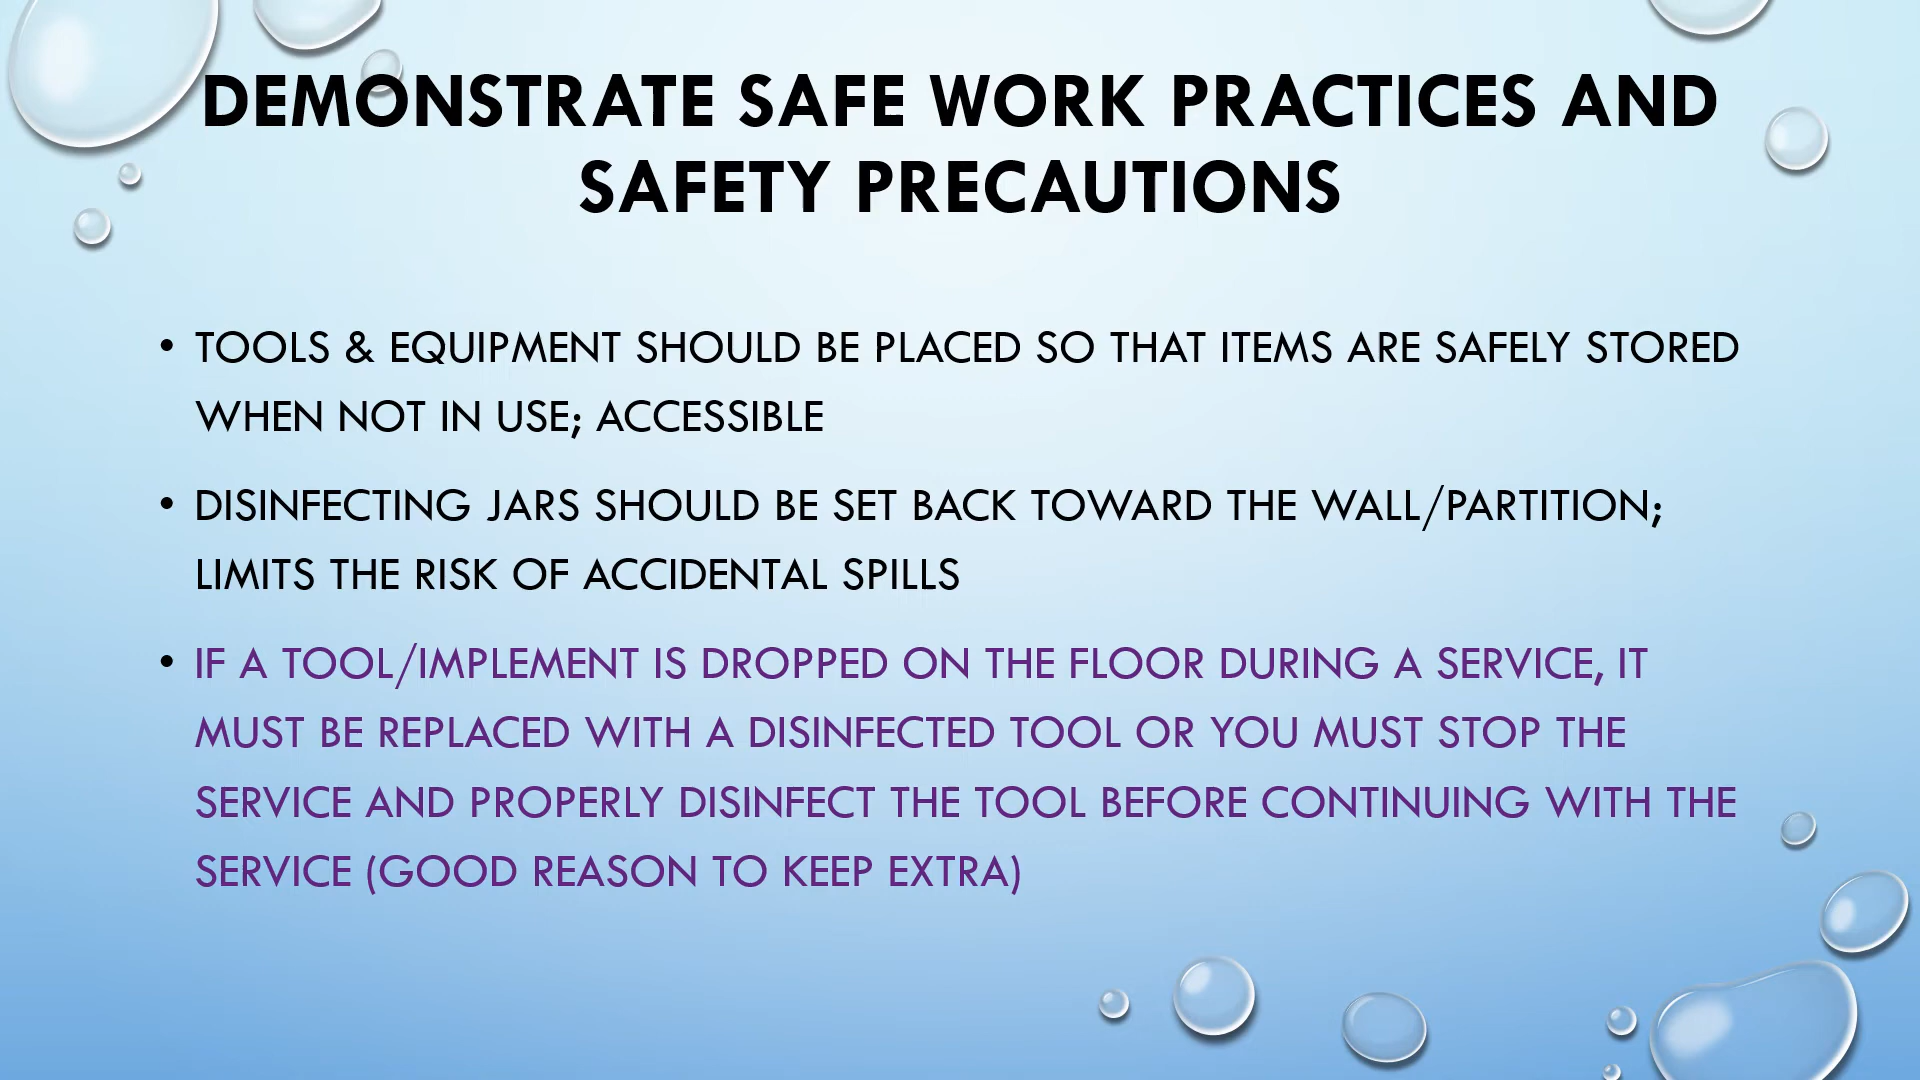 DEMONSTRATE SAFE WORK PRACTICES AND
SAFETY PRECAUTIONS
• TOOLS & EQUIPMENT SHOULD BE PLACED SO THAT ITEMS ARE SAFELY STORED
WHEN NOT IN USE; ACCESSIBLE
• DISINFECTING JARS SHOULD BE SET BACK TOWARD THE WALL/PARTITION;
LIMITS THE RISK OF ACCIDENTAL SPILLS
• IF A TOOL/IMPLEMENT IS DROPPED ON THE FLOOR DURING A SERVICE, IT
MUST BE REPLACED WITH A DISINFECTED TOOL OR YOU MUST STOP THE
SERVICE AND PROPERLY DISINFECT THE TOOL BEFORE CONTINUING WITH THE
SERVICE (GOOD REASON TO KEEP EXTRA)